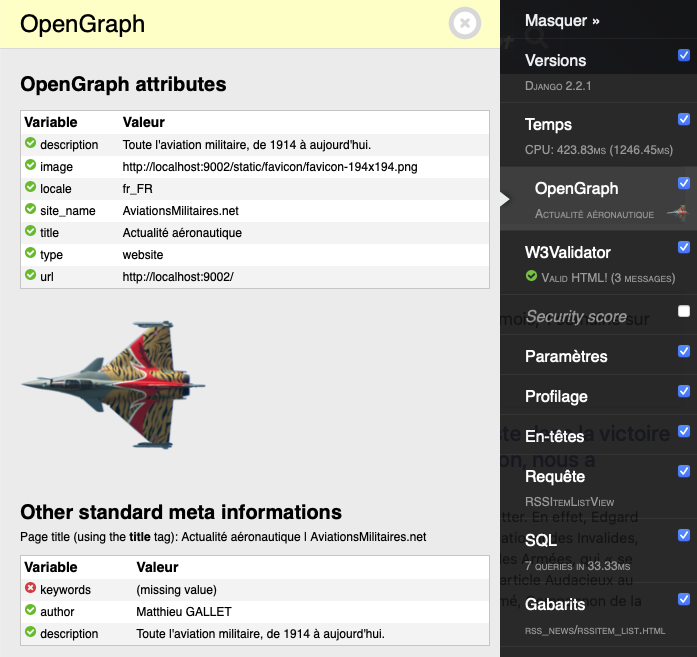 OpenGraph
OpenGraph attributes
Variable Valeur
description Toute l'aviation militaire, de 1914 à aujourd'hui.
image http://localhost:9002/static/favicon/favicon-194x194.png
locale fr_FR
site_name AviationsMilitaires.net
title Actualité aéronautique
type website
url http://localhost:9002/
Other standard meta informations
Page title (using the title tag): Actualité aéronautique | AviationsMilitaires.net
Variable Valeur
keywords (missing value)
author Matthieu GALLET
description Toute l'aviation militaire, de 1914 à aujourd'hui.
Masquer »
Versions
Django 2.2.1
Temps
CPU: 423.83ms (1246.45ms)
OpenGraph
Actualité aéronautique
W3Validator
Valid HTML! (3 messages)
Security score
Paramètres
Profilage
En-têtes
Requête
RSSItemListView
SQL
7 queries in 33.33ms
Gabarits
rss_news/rssitem_list.html